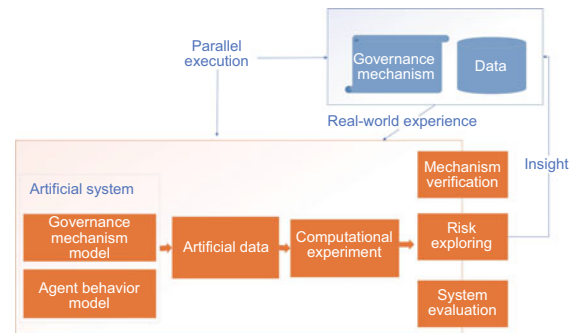 Parallel
execution
Governance
mechanism
Data
Real-world experience
Insight
Artificial system
Governance
mechanism
model
Agent behavior
model
Artificial data
Computational
experiment
Mechanism
verification
Risk
exploring
System
evaluation